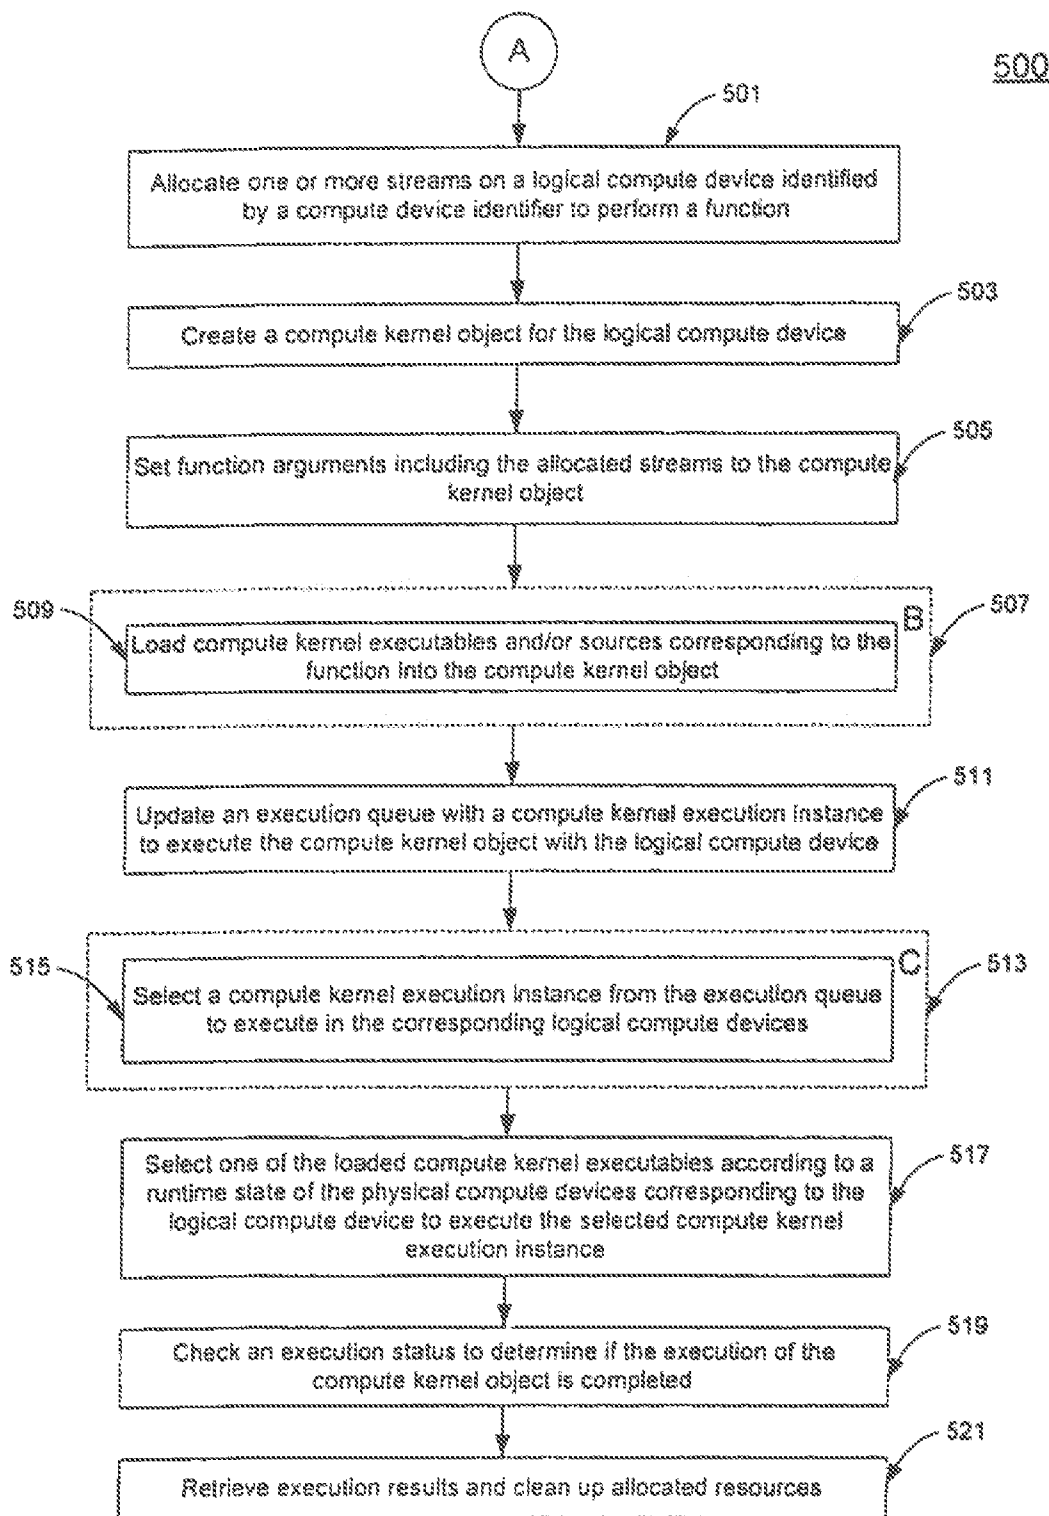 A
500
501
Allocate one or more streams on a logical compute device identified
by a compute device identifier to perform a function
503
Create a compute kernel object for the logical compute device
505
Set function arguments including the allocated streams to the compute
kernel object
509
B
507
Load compute kernel executables and/or sources corresponding to the
function into the compute kernel object
511
Update an execution queue with a compute kernel execution instance
to execute the compute kernel object with the logical compute device
515
C
513
Select a compute kernel execution instance from the execution queue
to execute in the corresponding logical compute devices
517
Select one of the loaded compute kernel executables according to a
runtime state of the physical compute devices corresponding to the
logical compute device to execute the selected compute kernel
execution instance
519
Check an execution status to determine if the execution of the
compute kernel object is completed
521
Retrieve execution results and clean up allocated resources